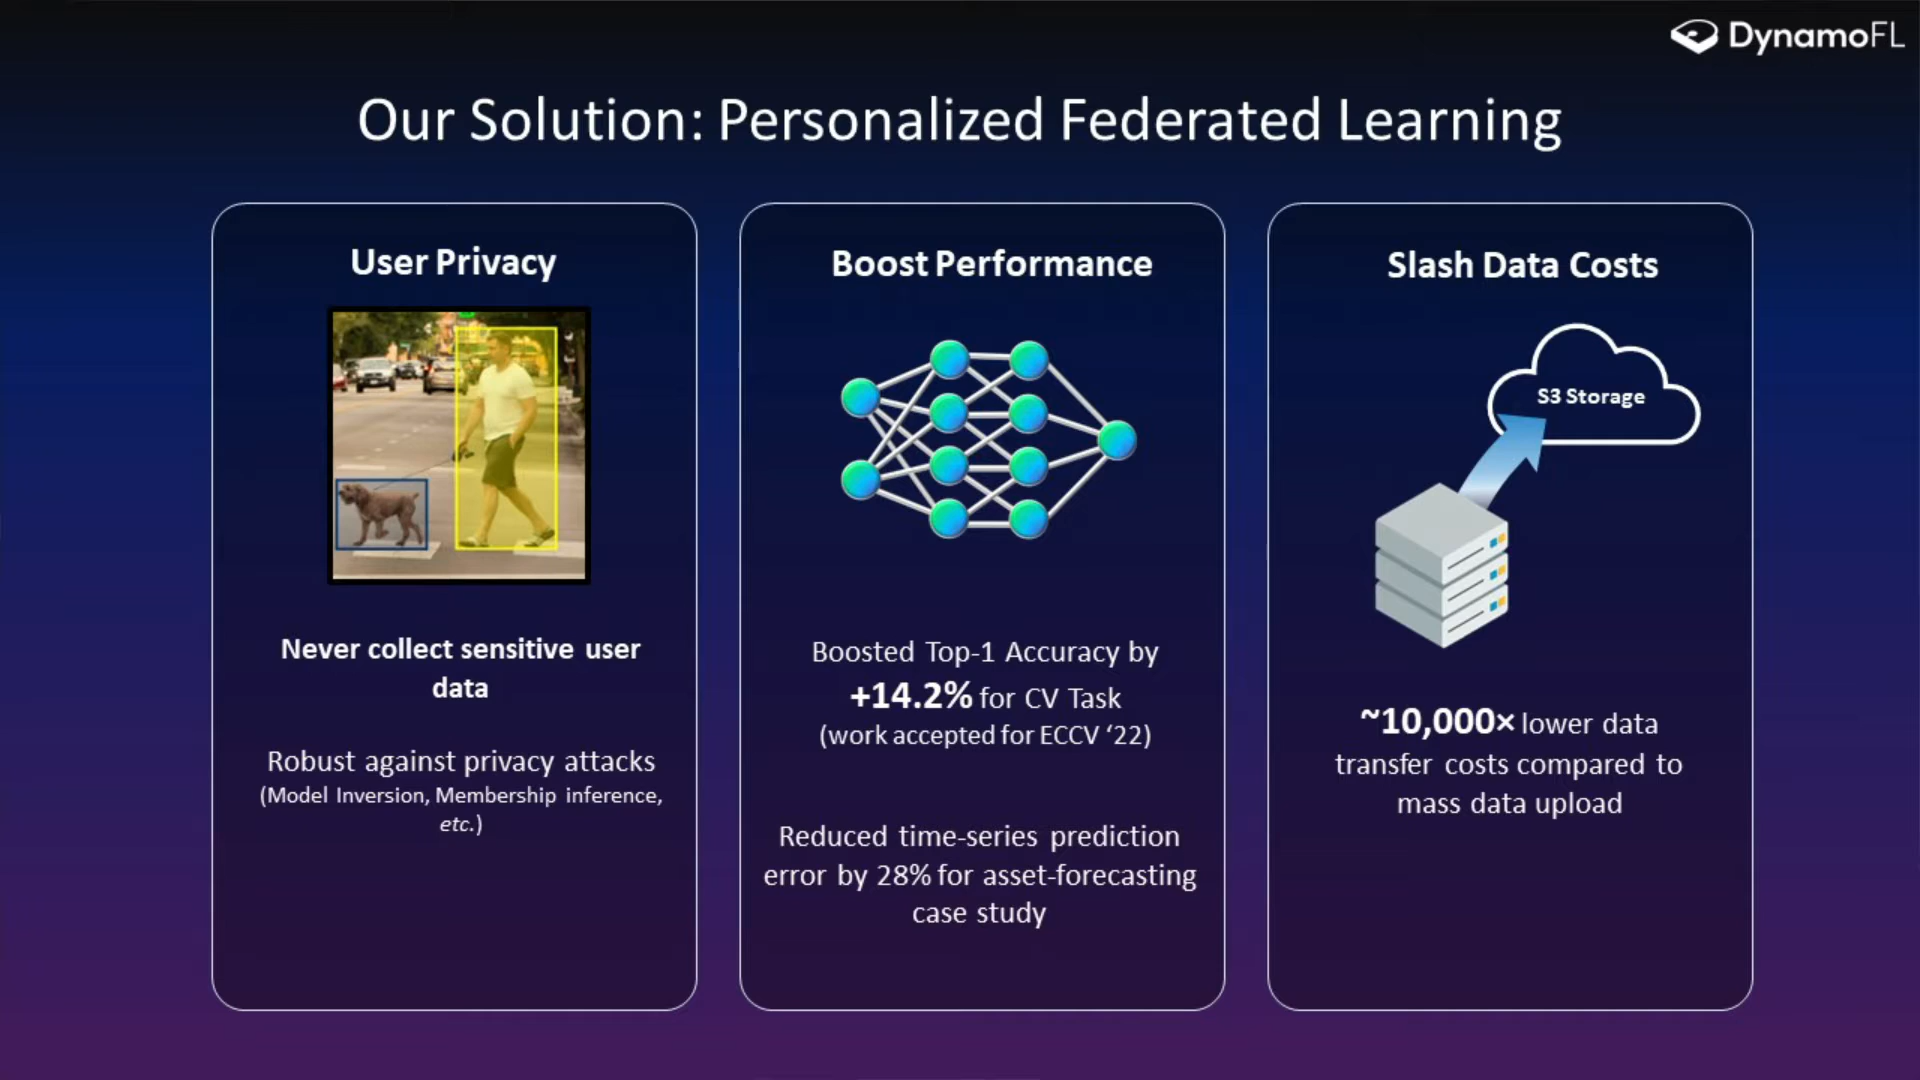 DynamoFL
Our Solution: Personalized Federated Learning
User Privacy
Never collect sensitive user
data
Robust against privacy attacks
(Model Inversion, Membership inference,
etc.)
Boost Performance
Boosted Top-1 Accuracy by
+14.2% for CV Task
(work accepted for ECCV ‘22)
Reduced time-series prediction
error by 28% for asset-forecasting
case study
Slash Data Costs
S3 Storage
~10,000× lower data
transfer costs compared to
mass data upload